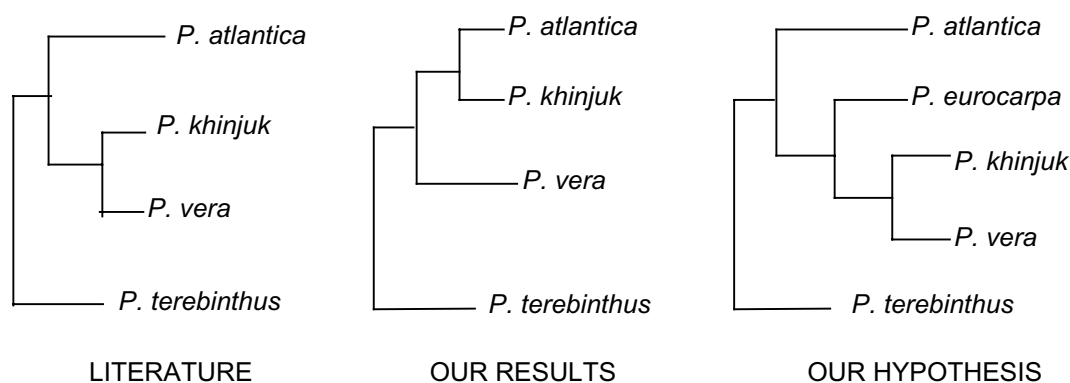 P. atlantica
P. khinjuk
P. vera
P. terebinthus
LITERATURE
P. atlantica
P. khinjuk
P. vera
P. terebinthus
OUR RESULTS
P. atlantica
P. eurocarpa
P. khinjuk
P. vera
P. terebinthus
OUR HYPOTHESIS